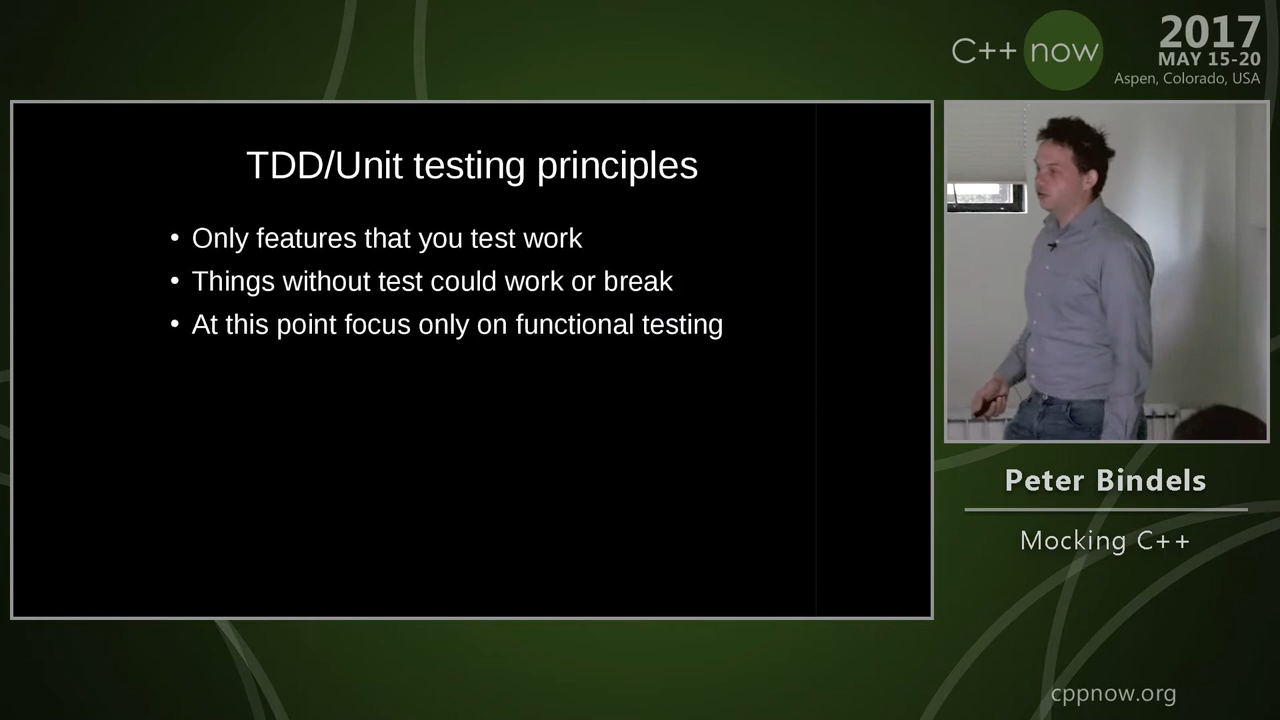 C++ now
2017
MAY 15-20
Aspen, Colorado, USA
TDD/Unit testing principles
• Only features that you test work
• Things without test could work or break
• At this point focus only on functional testing
Peter Bindels
Mocking C++
cppnow.org